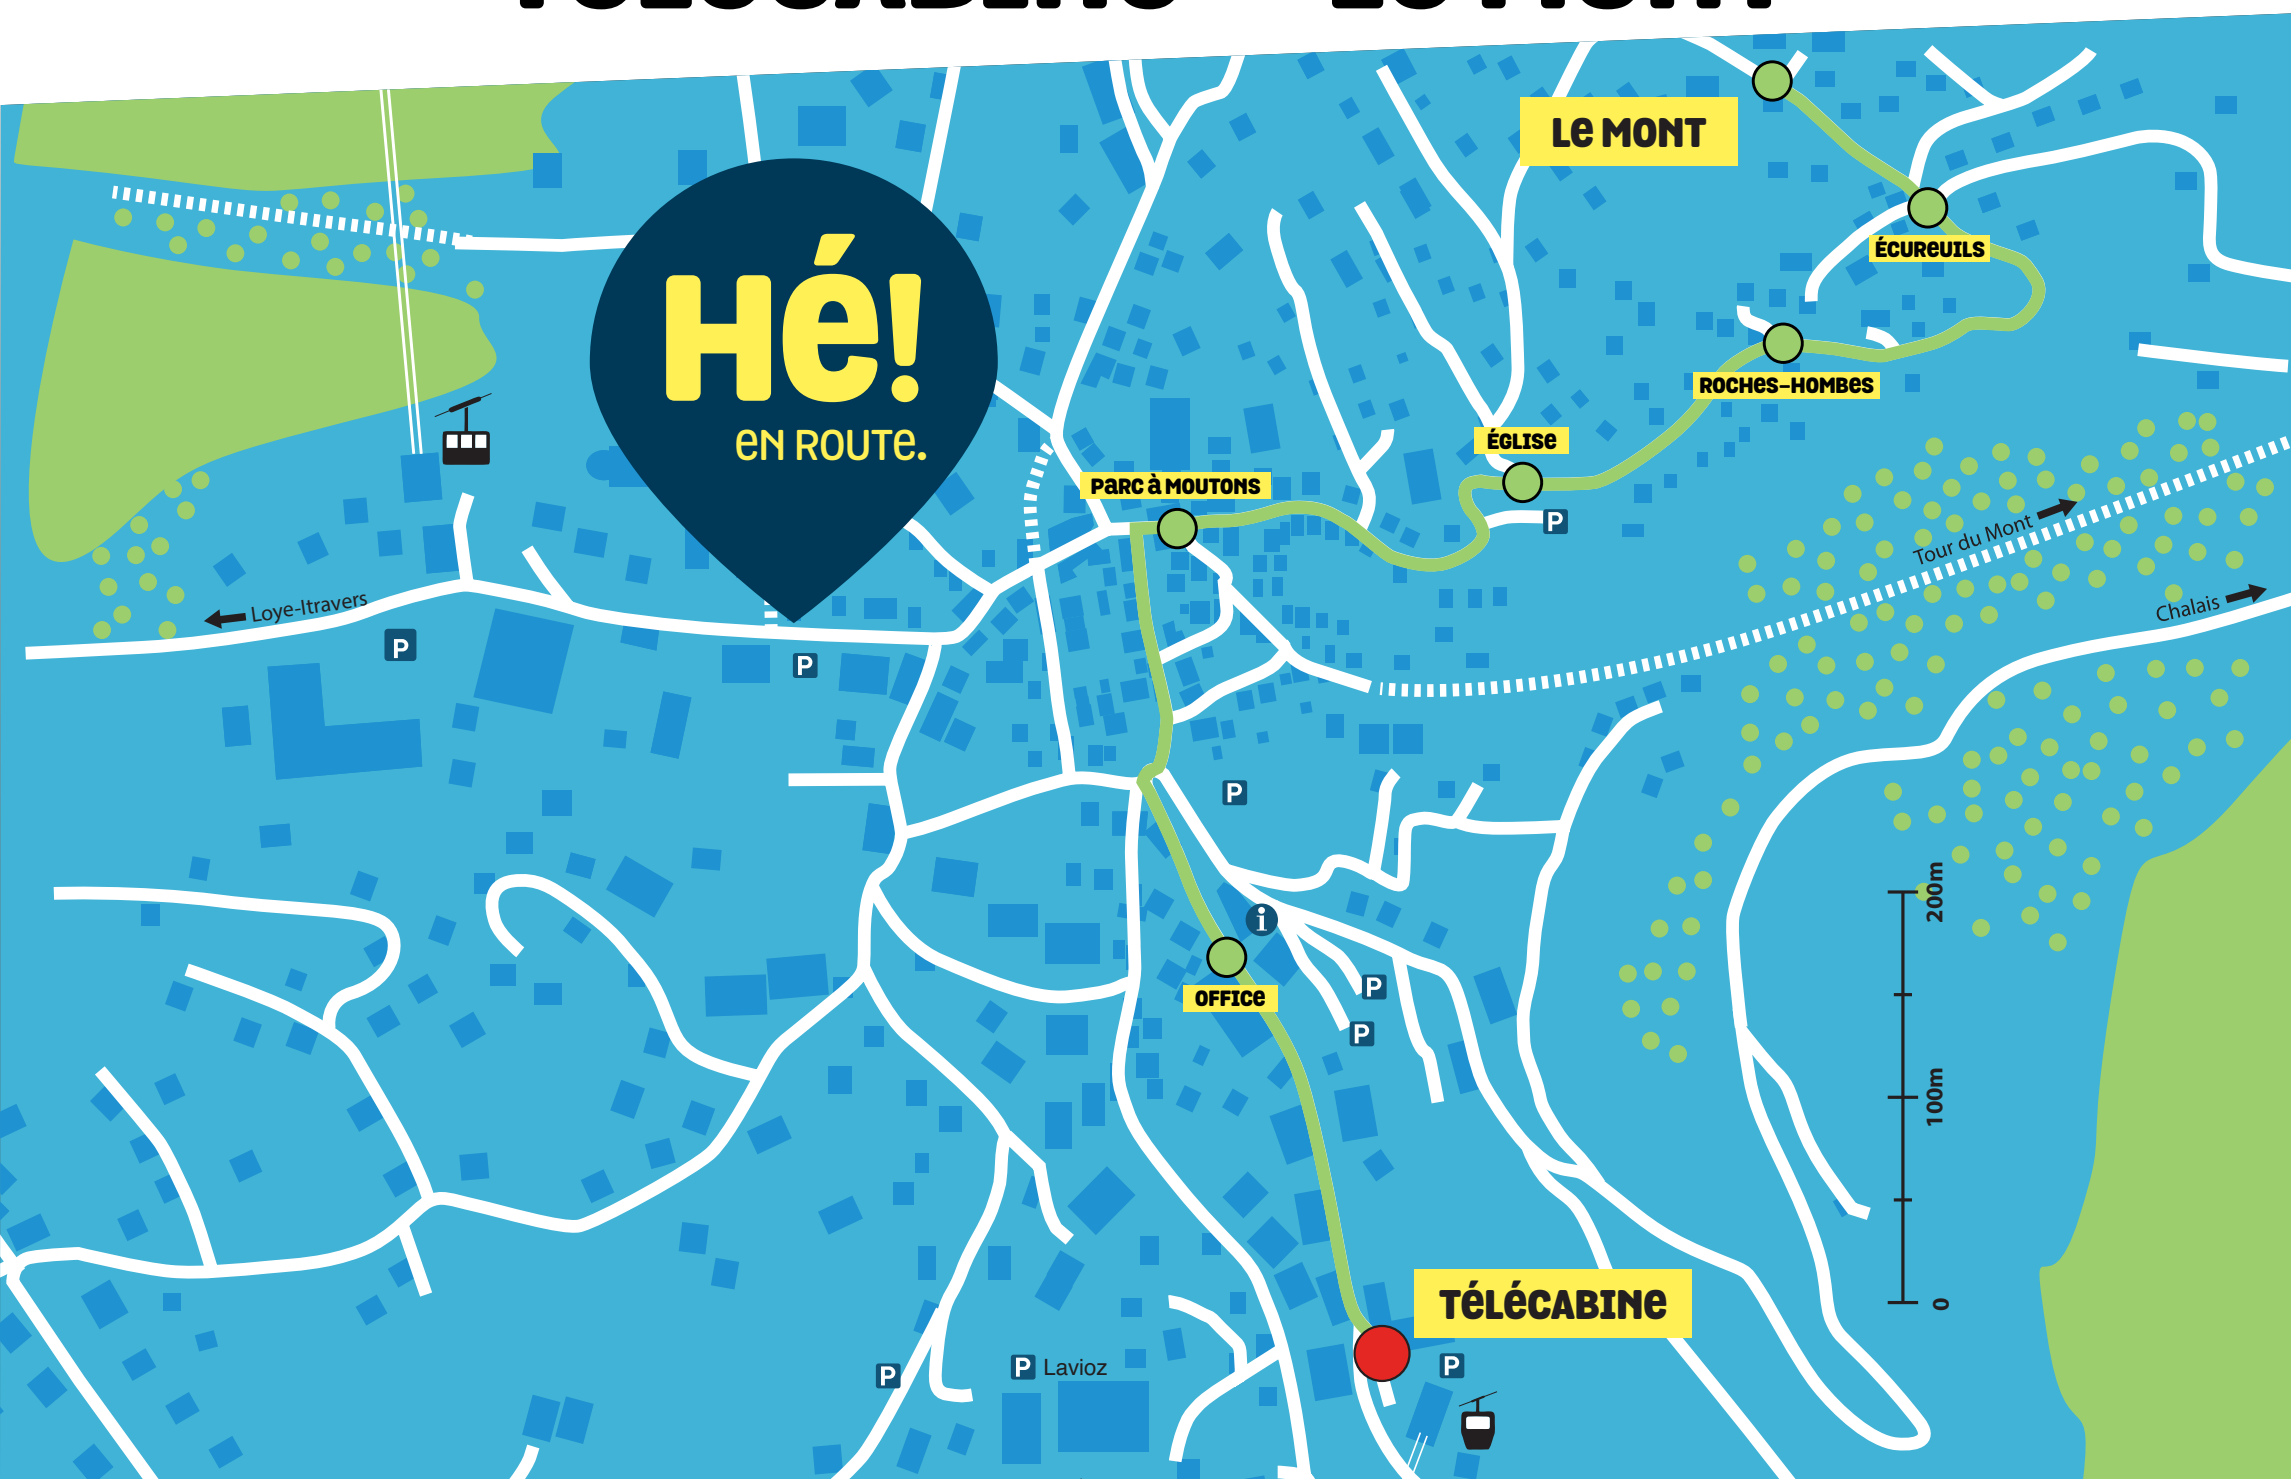 Le MONT
ÉCUReUILS
Hé!
eN ROUTe.
ROCHeS-HOMBeS
ÉGLISe
PARC à MOUTONS
P
Tour du Mont
Chalais
Loye-Itravers
P
P
P
200m
i
OFFICe
P
P
100m
TéLéCABINe
0
P
P Lavioz
P